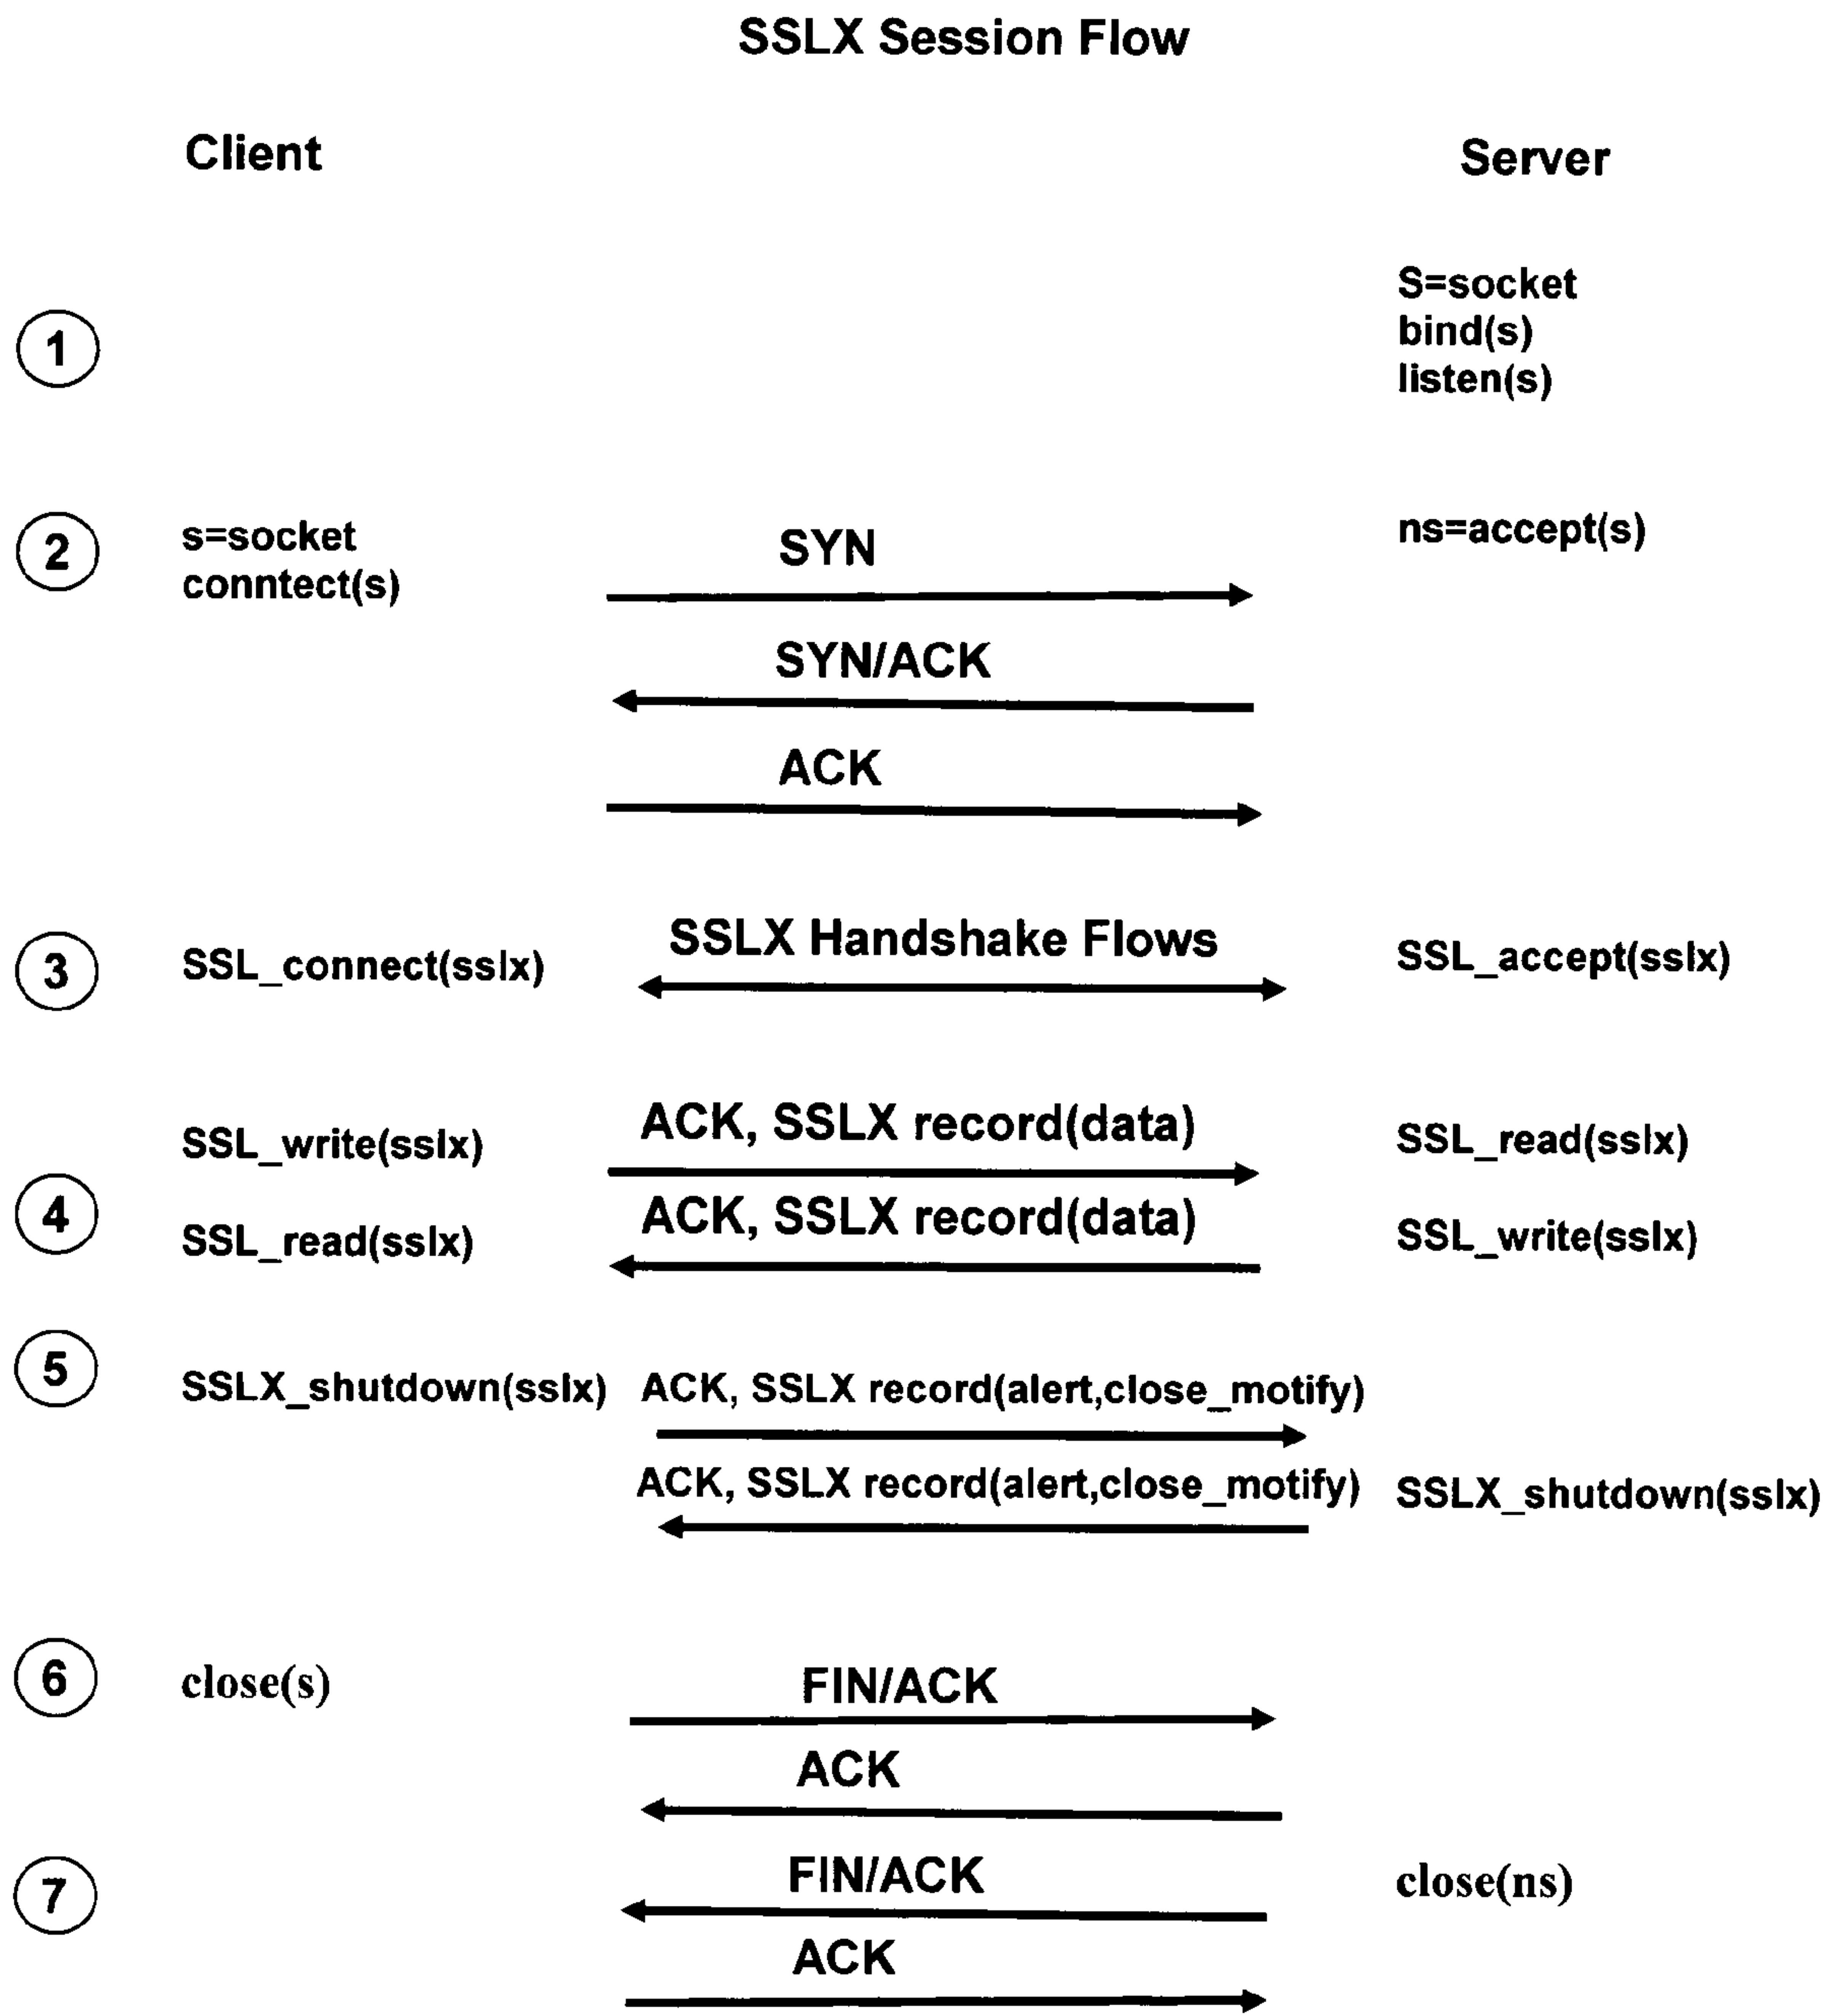 SSLX Session Flow
Client
Server
1
S=socket
bind(s)
listen(s)
2
s=socket
conntect(s)
SYN
ns=accept(s)
SYN/ACK
ACK
3
SSL_connect(sslx)
SSLX Handshake Flows
SSL_accept(sslx)
4
SSL_write(sslx)
ACK, SSLX record(data)
SSL_read(sslx)
SSL_read(sslx)
ACK, SSLX record(data)
SSL_write(sslx)
5
SSLX_shutdown(sslx)
ACK, SSLX record(alert,close_motify)
ACK, SSLX record(alert,close_motify)
SSLX_shutdown(sslx)
6
close(s)
FIN/ACK
ACK
7
FIN/ACK
close(ns)
ACK